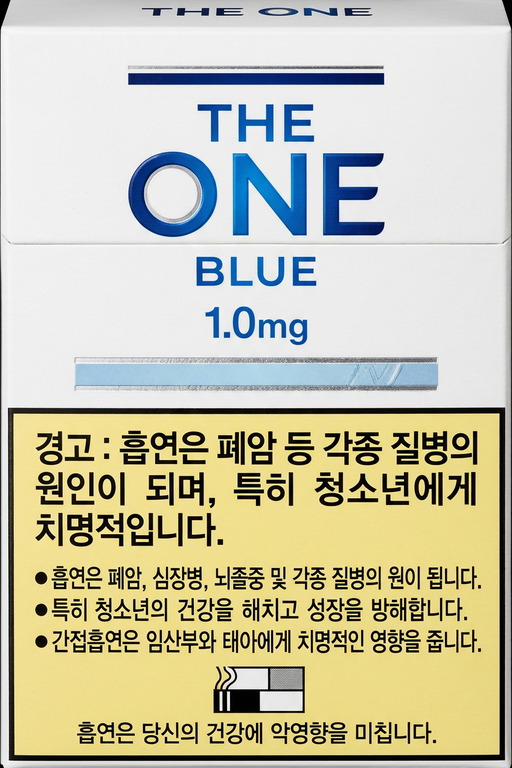 THE ONE
THE
ONE
BLUE
1.0mg
경고 : 흡연은 폐암 등 각종 질병의
원인이 되며, 특히 청소년에게
치명적입니다.
● 흡연은 폐암, 심장병, 뇌졸중 및 각종 질병의 원이 됩니다.
● 특히 청소년의 건강을 해치고 성장을 방해합니다.
● 간접흡연은 임산부와 태아에게 치명적인 영향을 줍니다.
흡연은 당신의 건강에 악영향을 미칩니다.